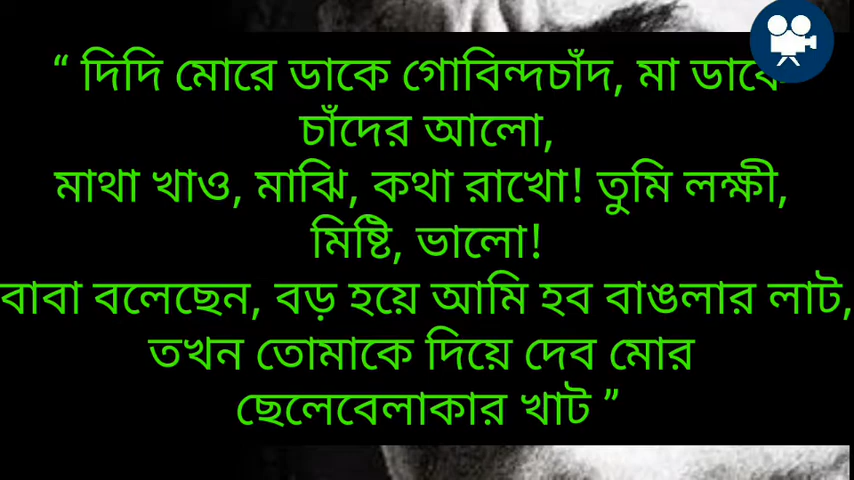 “ দিদি মোরে ডাকে গোবিন্দচাঁদ, মা ডাকে
চাঁদের আলো,
মাথা খাও, মাঝি, কথা রাখো! তুমি লক্ষী,
মিষ্টি, ভালো!
বাবা বলেছেন, বড় হয়ে আমি হব বাঙলার লাট,
তখন তোমাকে দিয়ে দেব মোর
ছেলেবেলাকার খাট ”